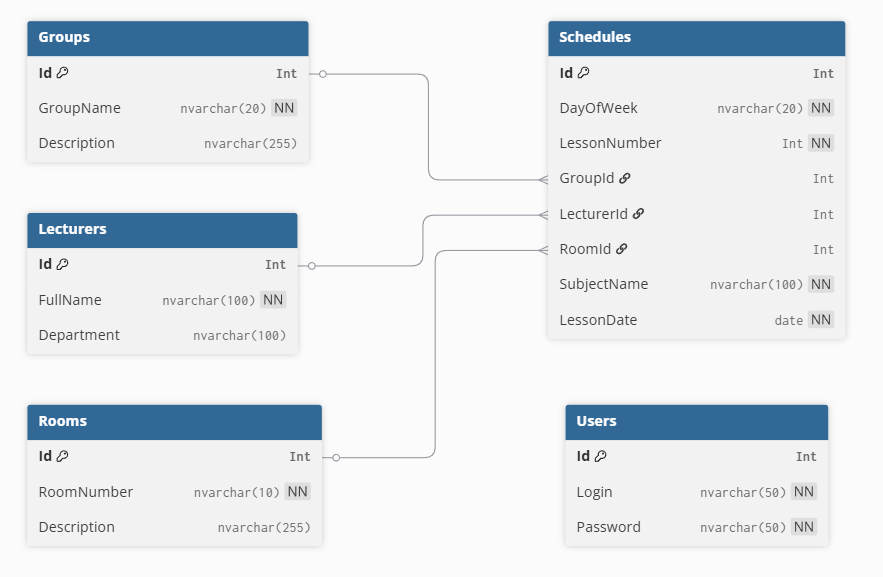 Groups
Id Int
GroupName nvarchar(20) NN
Description nvarchar(255)
Lecturers
Id Int
FullName nvarchar(100) NN
Department nvarchar(100)
Rooms
Id Int
RoomNumber nvarchar(10) NN
Description nvarchar(255)
Schedules
Id Int
DayOfWeek nvarchar(20) NN
LessonNumber Int NN
GroupId Int
LecturerId Int
RoomId Int
SubjectName nvarchar(100) NN
LessonDate date NN
Users
Id Int
Login nvarchar(50) NN
Password nvarchar(50) NN